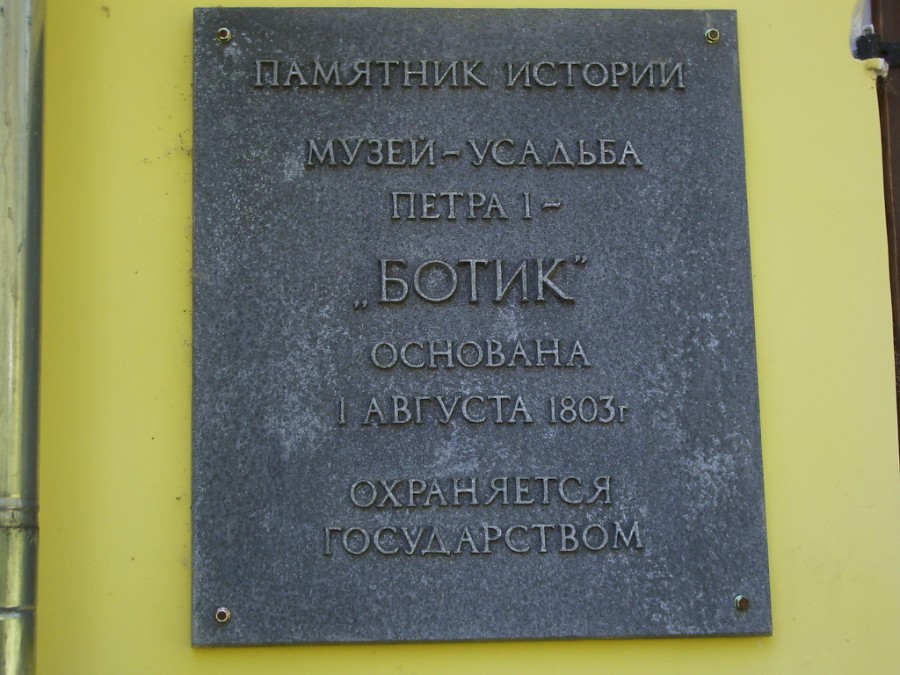 ПАМЯТНИК ИСТОРИИ
МУЗЕЙ-УСАДЬБА
ПЕТРА I-
„БОТИК”
ОСНОВАНА
1 АВГУСТА 1803г
ОХРАНЯЕТСЯ
ГОСУДАРСТВОМ